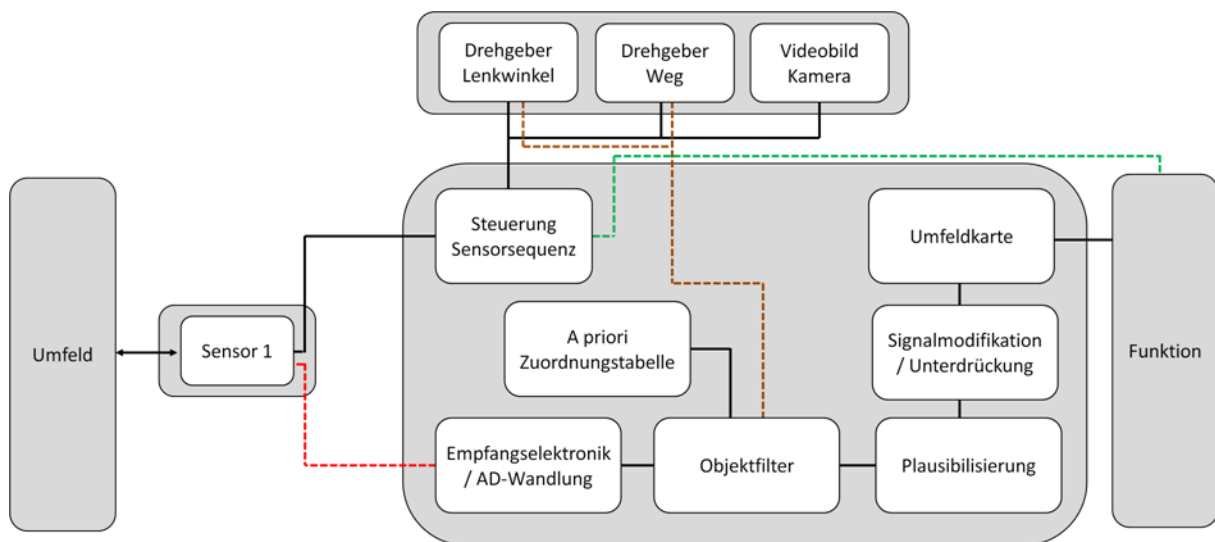 Drehgeber
Lenkwinkel
Drehgeber
Weg
Videobild
Kamera
Umfeld
Sensor 1
Steuerung
Sensorsequenz
A priori
Zuordnungstabelle
Empfangselektronik
/ AD-Wandlung
Objektfilter
Plausibilisierung
Signalmodifikation
/ Unterdrückung
Umfeldkarte
Funktion